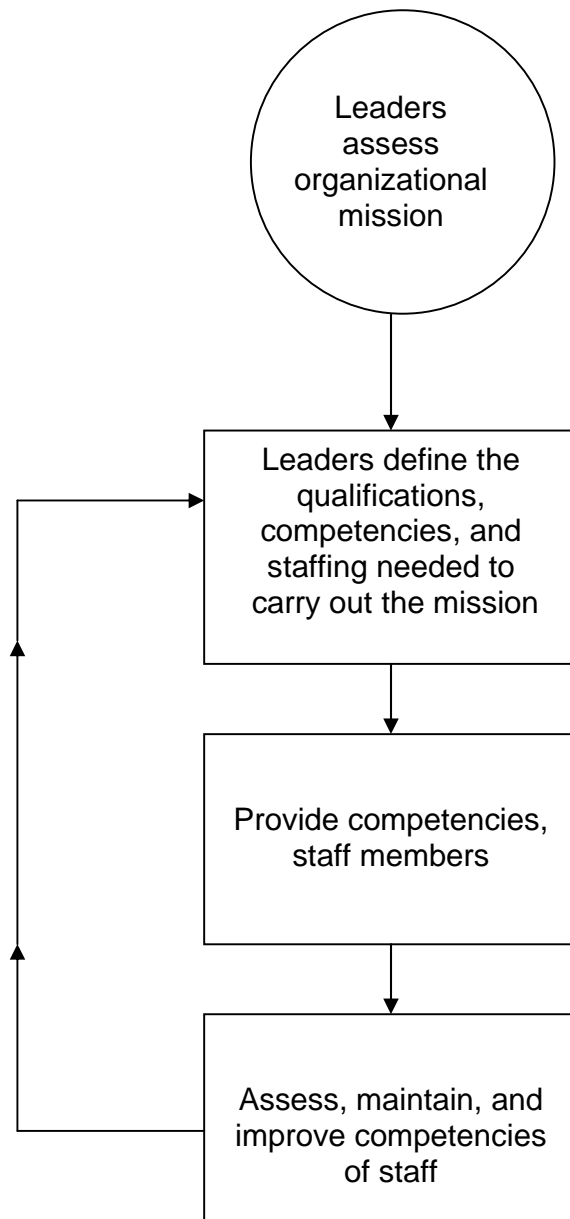 Leaders
assess
organizational
mission
Leaders define the
qualifications,
competencies, and
staffing needed to
carry out the mission
Provide competencies,
staff members
Assess, maintain, and
improve competencies
of staff